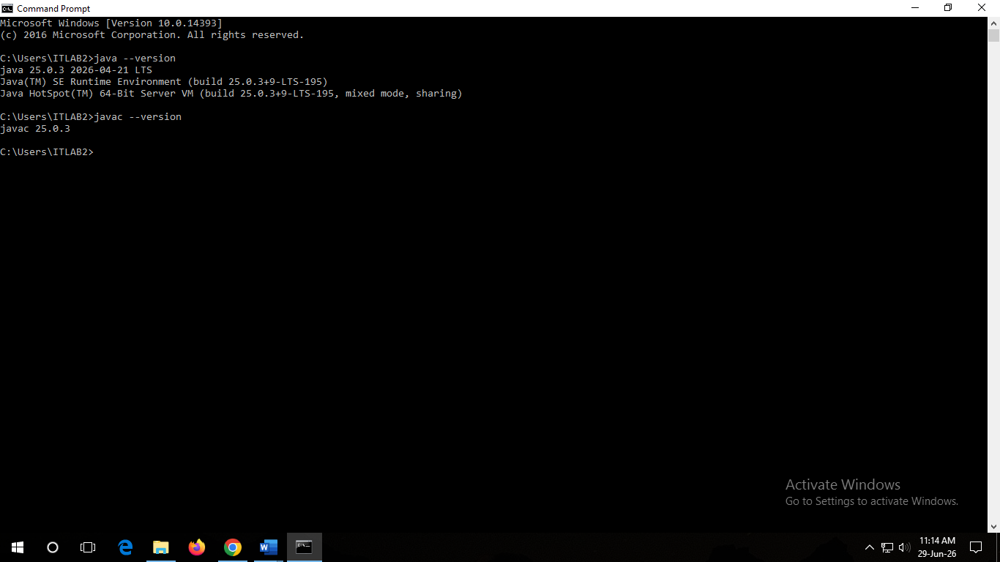 Command Prompt
Microsoft Windows [Version 10.0.14393]
(c) 2016 Microsoft Corporation. All rights reserved.
C:\Users\ITLAB2>java --version
java 25.0.3 2026-04-21 LTS
Java(TM) SE Runtime Environment (build 25.0.3+9-LTS-195)
Java HotSpot(TM) 64-Bit Server VM (build 25.0.3+9-LTS-195, mixed mode, sharing)
C:\Users\ITLAB2>javac --version
javac 25.0.3
C:\Users\ITLAB2>
Activate Windows
Go to Settings to activate Windows.
11:14 AM
29-Jun-26